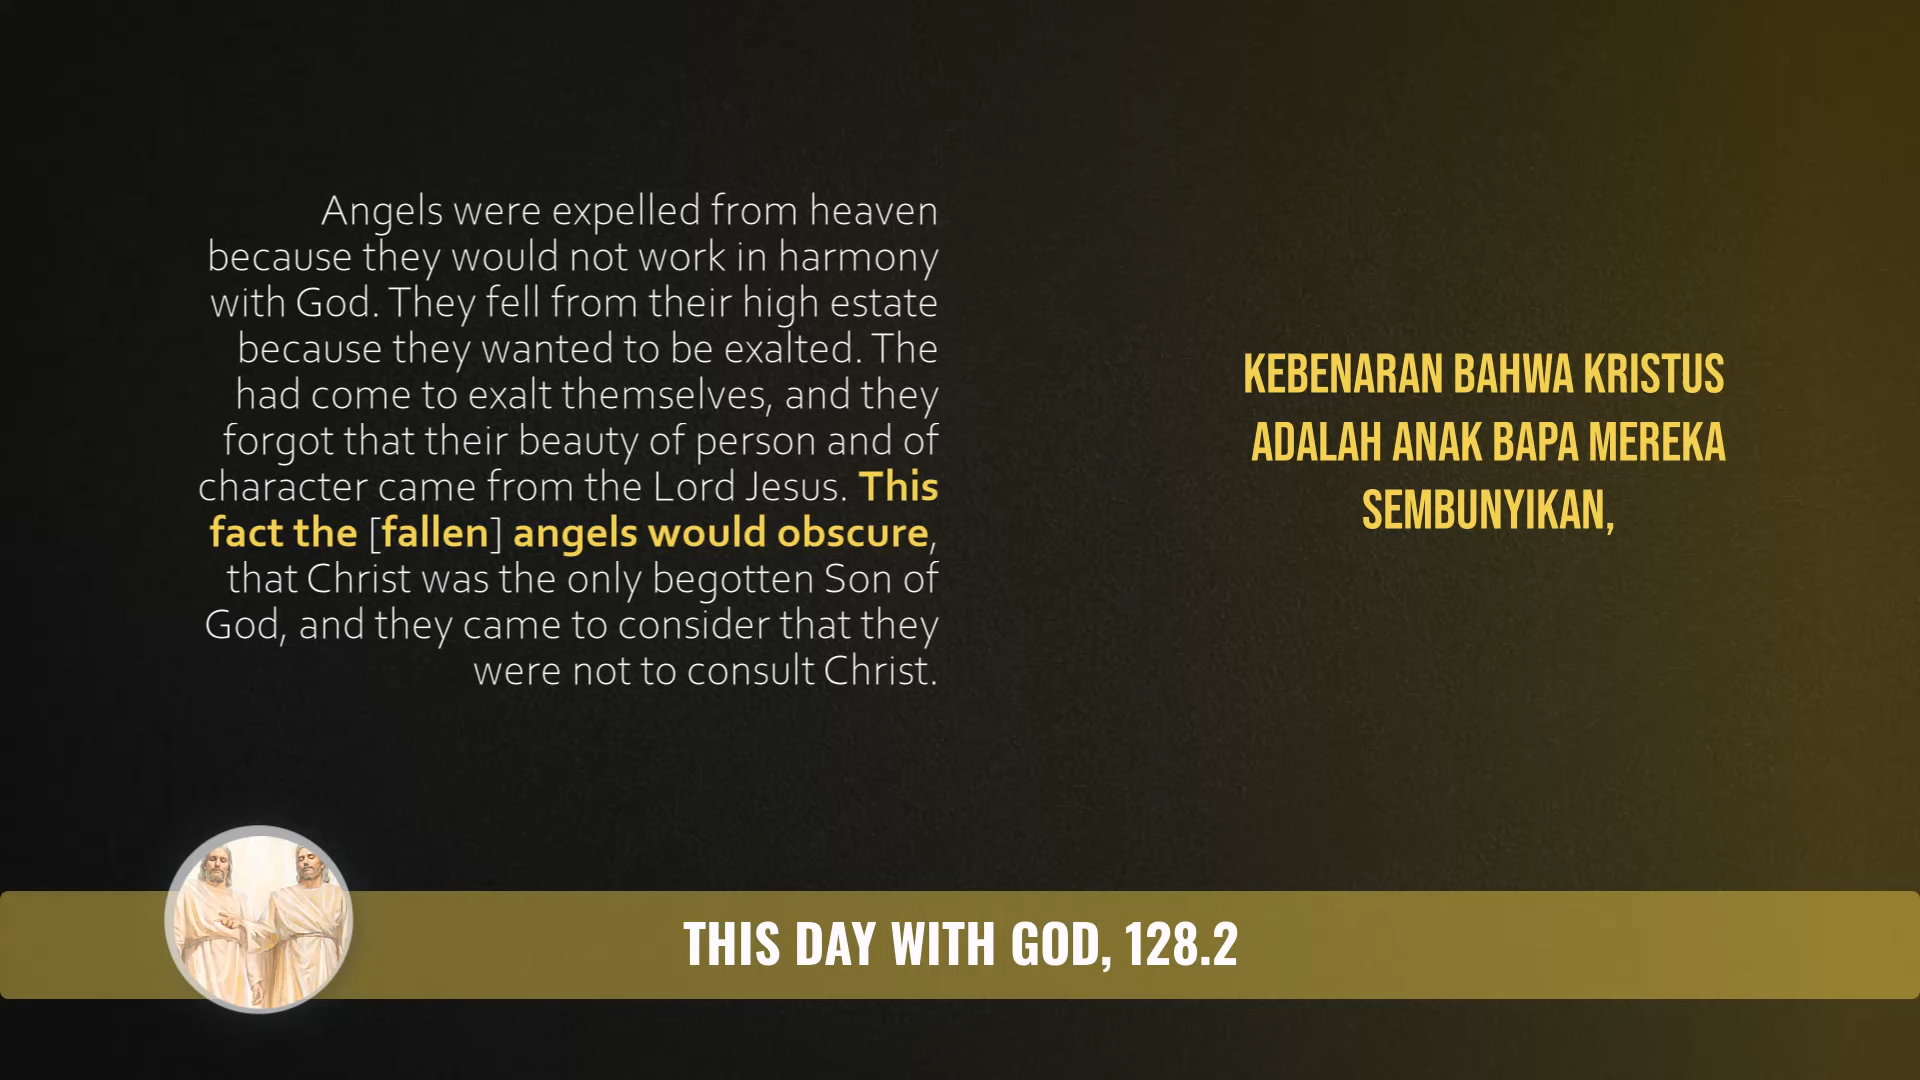 Angels were expelled from heaven
because they would not work in harmony
with God. They fell from their high estate
because they wanted to be exalted. The
had come to exalt themselves, and they
forgot that their beauty of person and of
character came from the Lord Jesus. This
fact the [fallen] angels would obscure,
that Christ was the only begotten Son of
God, and they came to consider that they
were not to consult Christ.
KEBENARAN BAHWA KRISTUS
ADALAH ANAK BAPA MEREKA
SEMBUNYIKAN,
THIS DAY WITH GOD, 128.2